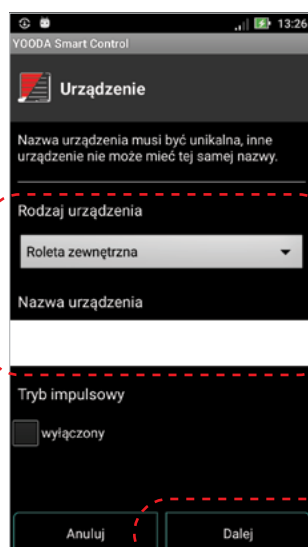 13:26
YOODA Smart Control
Urządzenie
Nazwa urządzenia musi być unikalna, inne
urządzenie nie może mieć tej samej nazwy.
Rodzaj urządzenia
Roleta zewnętrzna
Nazwa urządzenia
Tryb impulsowy
wyłączony
Anuluj
Dalej